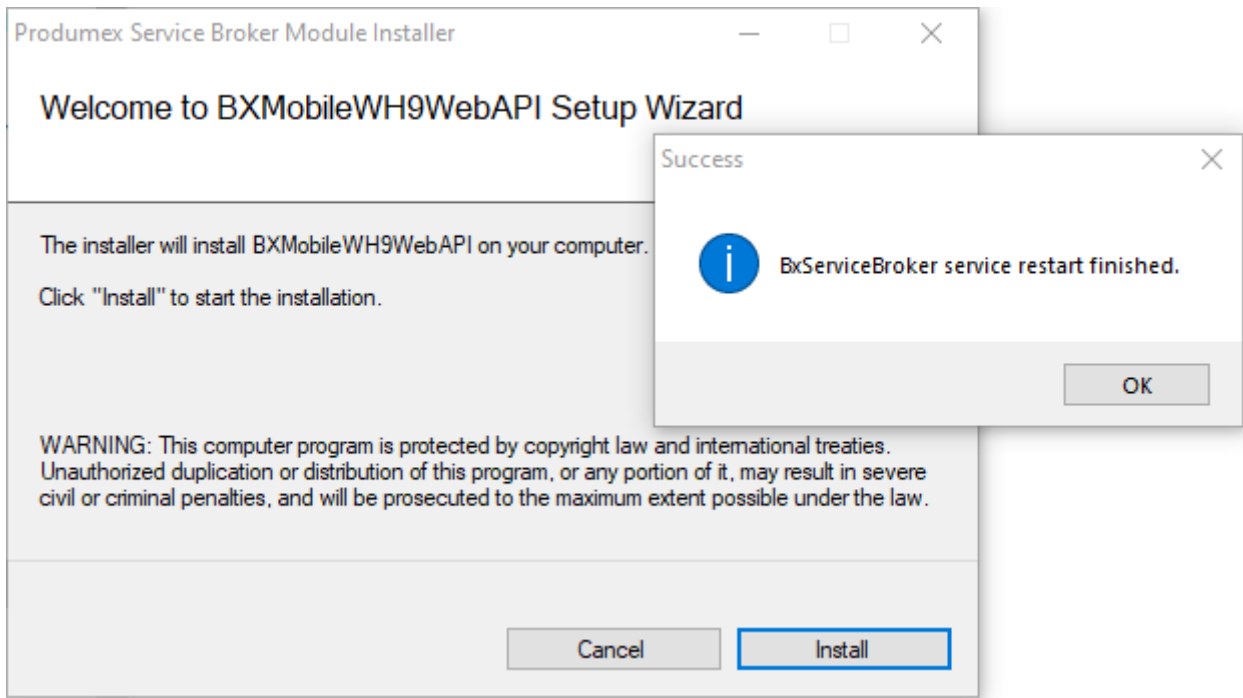 Produmex Service Broker Module Installer
Welcome to BXMobileWH9WebAPI Setup Wizard
Success
The installer will install BXMobileWH9WebAPI on your computer.
BxServiceBroker service restart finished.
Click "Install" to start the installation.
OK
WARNING: This computer program is protected by copyright law and international treaties.
Unauthorized duplication or distribution of this program, or any portion of it, may result in severe
civil or criminal penalties, and will be prosecuted to the maximum extent possible under the law.
Cancel
Install